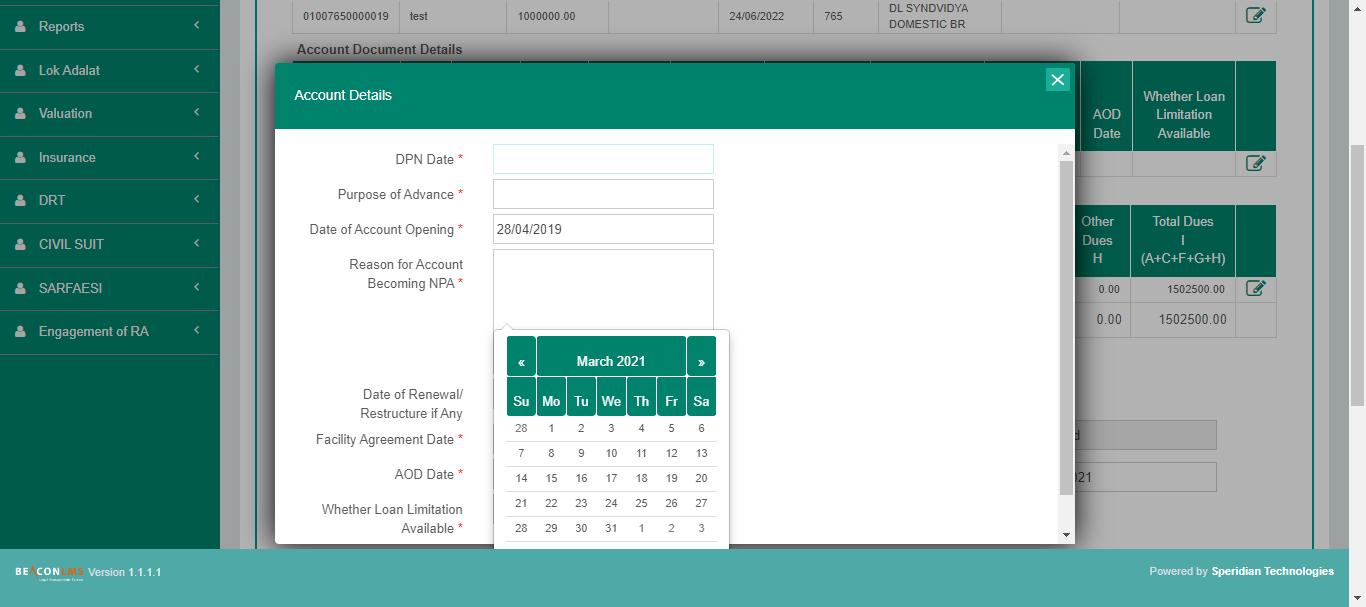 Reports
Lok Adalat
Valuation
Insurance
DRT
CIVIL SUIT
SARFAESI
Engagement of RA
01007650000019 test 1000000.00 24/06/2022 765 DL SYNDVIDYA
DOMESTIC BR
Account Document Details
AOD
Date
Whether Loan
Limitation
Available
Other
Dues
H
Total Dues
I
(A+C+F+G+H)
0.00 1502500.00
0.00 1502500.00
d
21
Account Details
DPN Date *
Purpose of Advance *
Date of Account Opening * 28/04/2019
Reason for Account
Becoming NPA *
Date of Renewal/
Restructure if Any
Facility Agreement Date *
AOD Date *
Whether Loan Limitation
Available *
« March 2021 »
Su Mo Tu We Th Fr Sa
28 1 2 3 4 5 6
7 8 9 10 11 12 13
14 15 16 17 18 19 20
21 22 23 24 25 26 27
28 29 30 31 1 2 3
BEACONLMS Version 1.1.1.1
Powered by Speridian Technologies